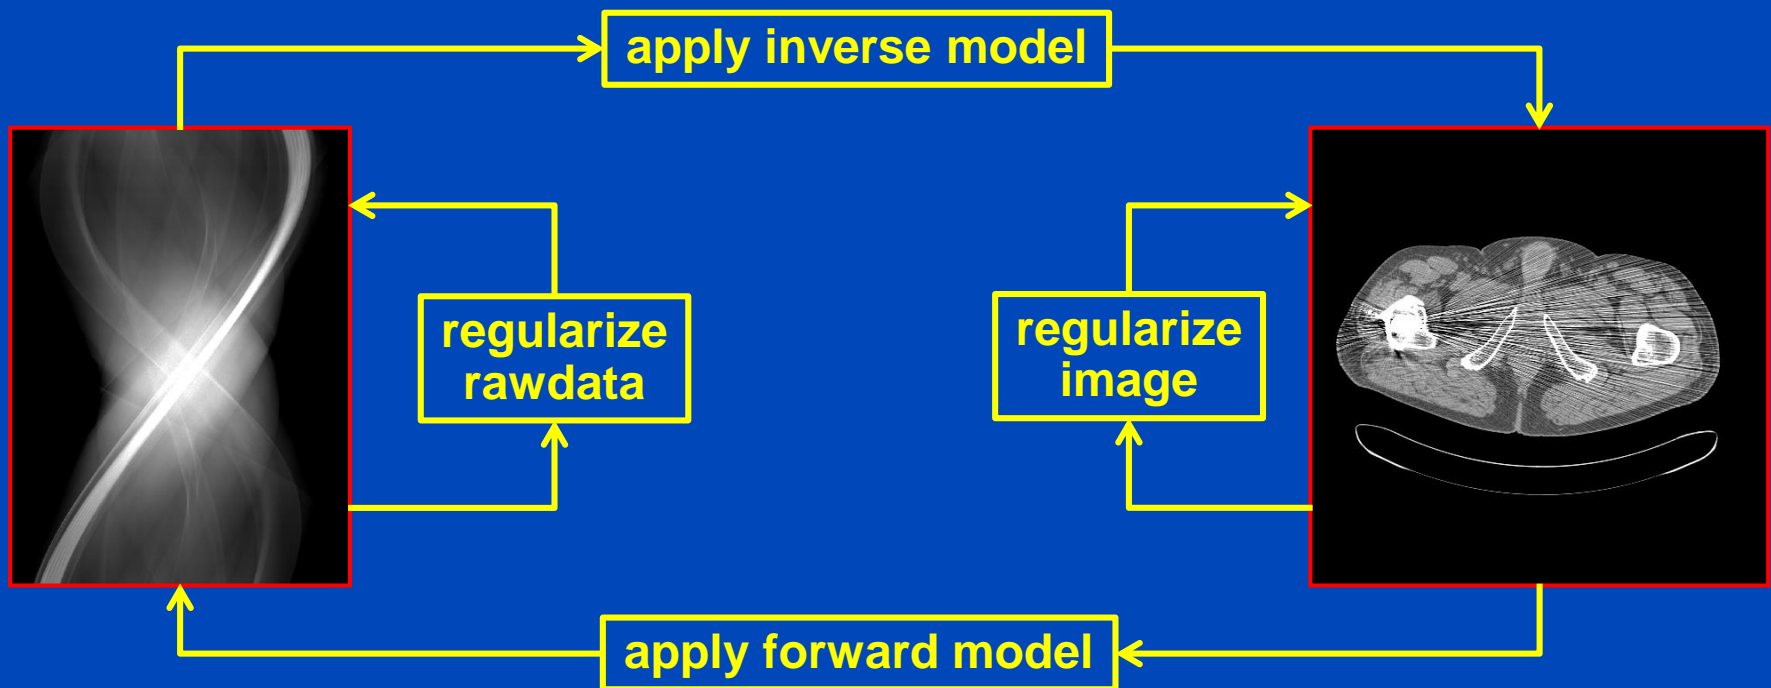 apply inverse model
regularize
rawdata
regularize
image
apply forward model